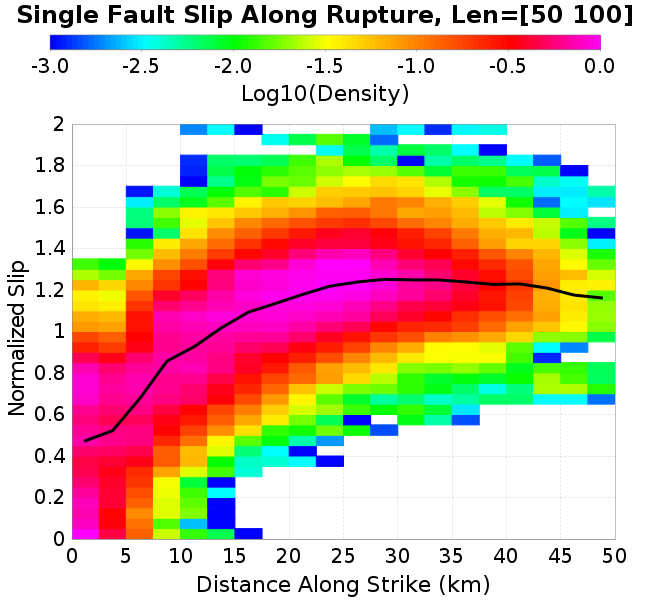 Single Fault Slip Along Rupture, Len=[50 100]
-3.0 -2.5 -2.0 -1.5 -1.0 -0.5 0.0
Log10(Density)
2
1.8
1.6
1.4
1.2
1
0.8
0.6
0.4
0.2
0
Normalized Slip
0 5 10 15 20 25 30 35 40 45 50
Distance Along Strike (km)